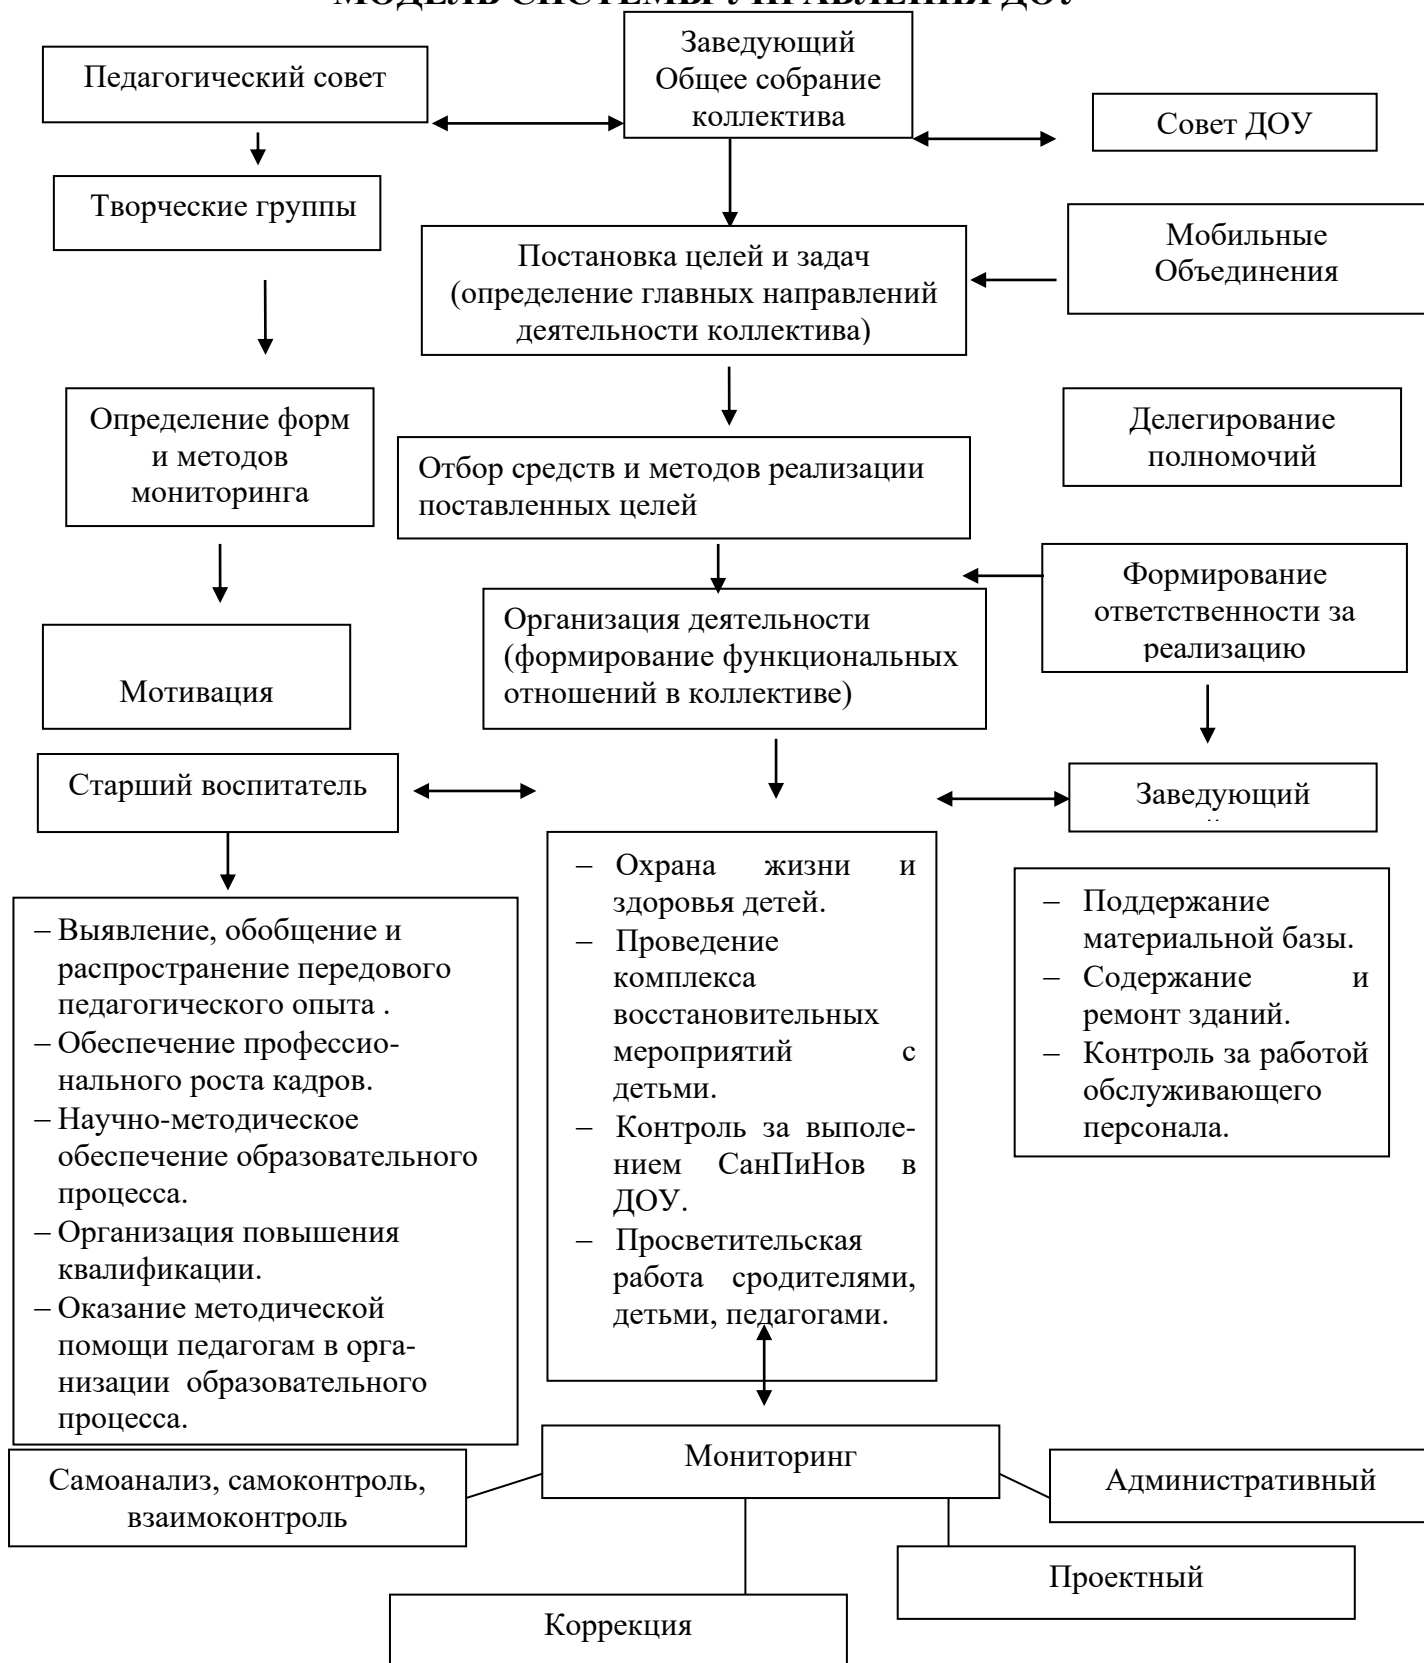 МОДЕЛЬ СИСТЕМЫ УПРАВЛЕНИЯ ДОУ
Педагогический совет
Заведующий
Общее собрание
коллектива
Совет ДОУ
Творческие группы
Постановка целей и задач
(определение главных направлений
деятельности коллектива)
Мобильные
Объединения
Определение форм
и методов
мониторинга
Отбор средств и методов реализации
поставленных целей
Делегирование
полномочий
Организация деятельности
(формирование функциональных
отношений в коллективе)
Формирование
ответственности за
реализацию
Мотивация
Старший воспитатель
Заведующий
– Выявление, обобщение и
распространение передового
педагогического опыта .
– Обеспечение профессио-
нального роста кадров.
– Научно-методическое
обеспечение образовательного
процесса.
– Организация повышения
квалификации.
– Оказание методической
помощи педагогам в орга-
низации образовательного
процесса.
– Охрана жизни и
здоровья детей.
– Проведение
комплекса
восстановительных
мероприятий с
детьми.
– Контроль за выполе-
нием СанПиНов в
ДОУ.
– Просветительская
работа сродителями,
детьми, педагогами.
– Поддержание
материальной базы.
– Содержание и
ремонт зданий.
– Контроль за работой
обслуживающего
персонала.
Мониторинг
Самоанализ, самоконтроль,
взаимоконтроль
Административный
Проектный
Коррекция